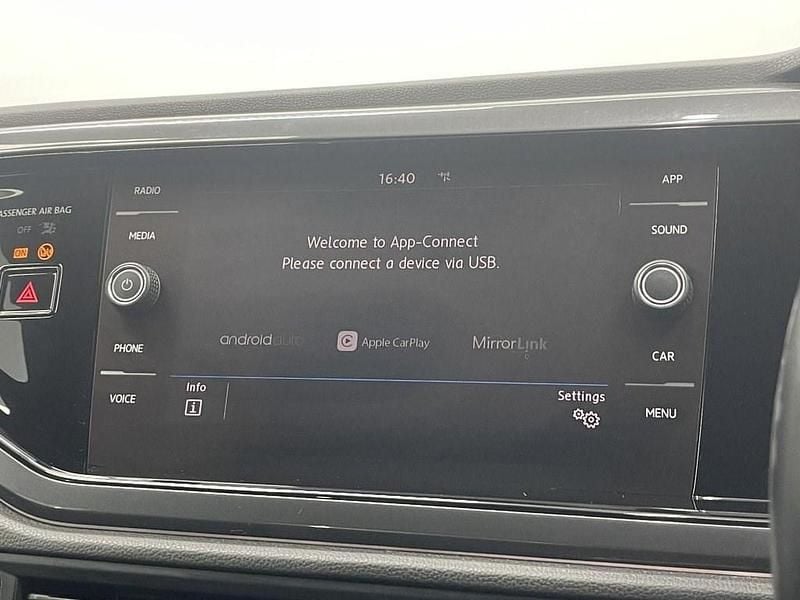 16:40
RADIO
APP
ASSENGER AIR BAG
OFF
ON
MEDIA
SOUND
Welcome to App-Connect
Please connect a device via USB.
androidauto
Apple CarPlay
MirrorLink
PHONE
CAR
Info
Settings
VOICE
MENU